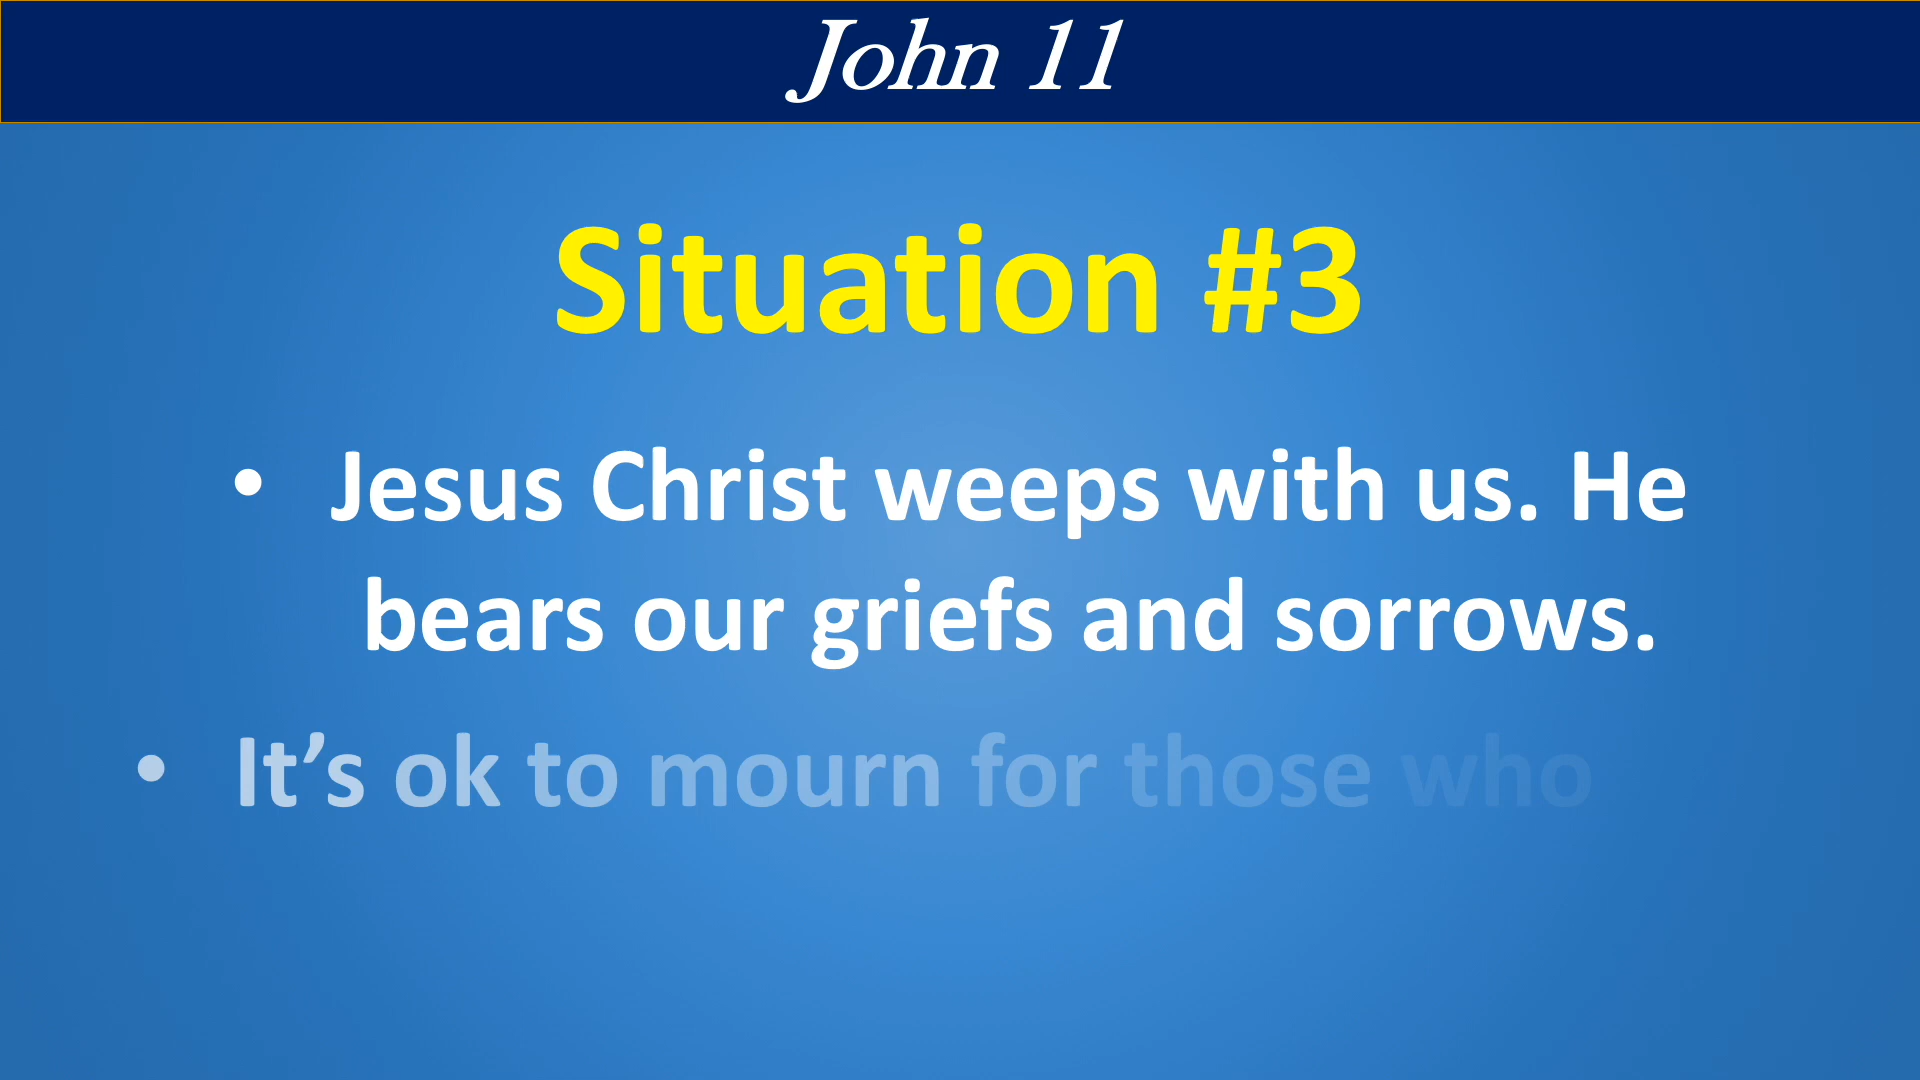 John 11
Situation #3
• Jesus Christ weeps with us. He
bears our griefs and sorrows.
• It’s ok to mourn for those who